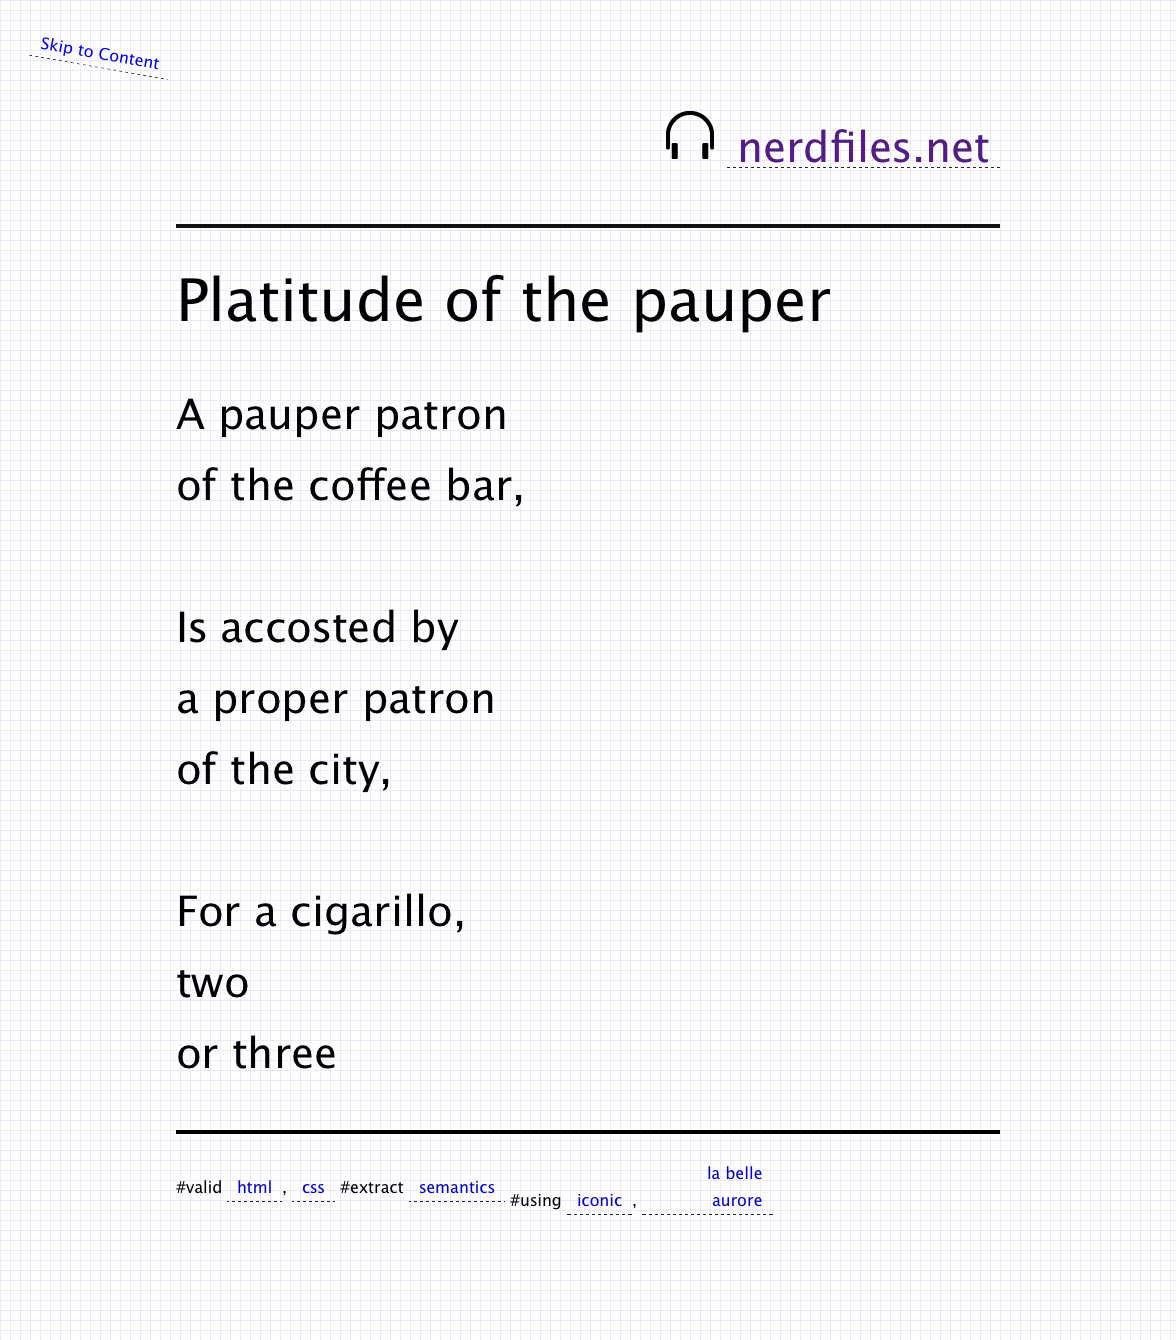 Skip to Content
nerdfiles.net
Platitude of the pauper
A pauper patron
of the coffee bar,
Is accosted by
a proper patron
of the city,
For a cigarillo,
two
or three
#valid html , css #extract semantics #using iconic , la belle
aurore